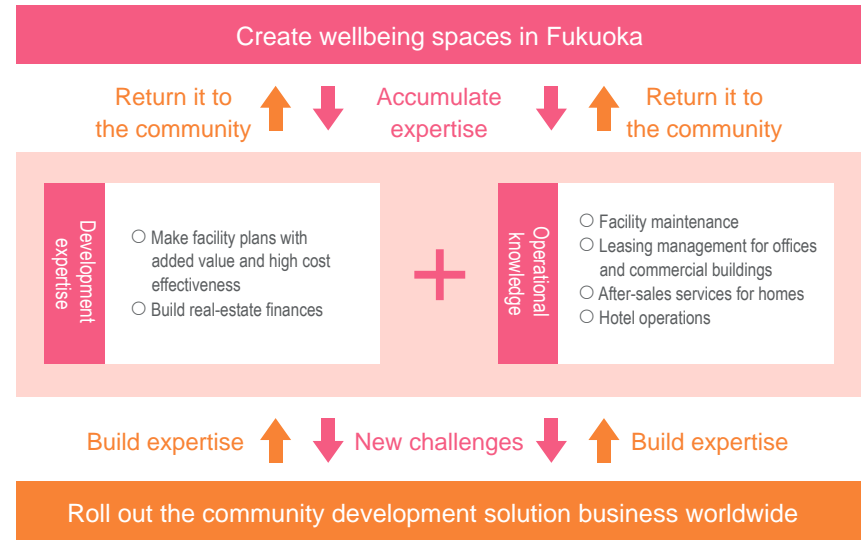 Create wellbeing spaces in Fukuoka
Return it to
the community
Accumulate
expertise
Return it to
the community
Development
expertise
○ Make facility plans with
added value and high cost
effectiveness
○ Build real-estate finances
+
Operational
knowledge
○ Facility maintenance
○ Leasing management for offices
and commercial buildings
○ After-sales services for homes
○ Hotel operations
Build expertise
New challenges
Build expertise
Roll out the community development solution business worldwide